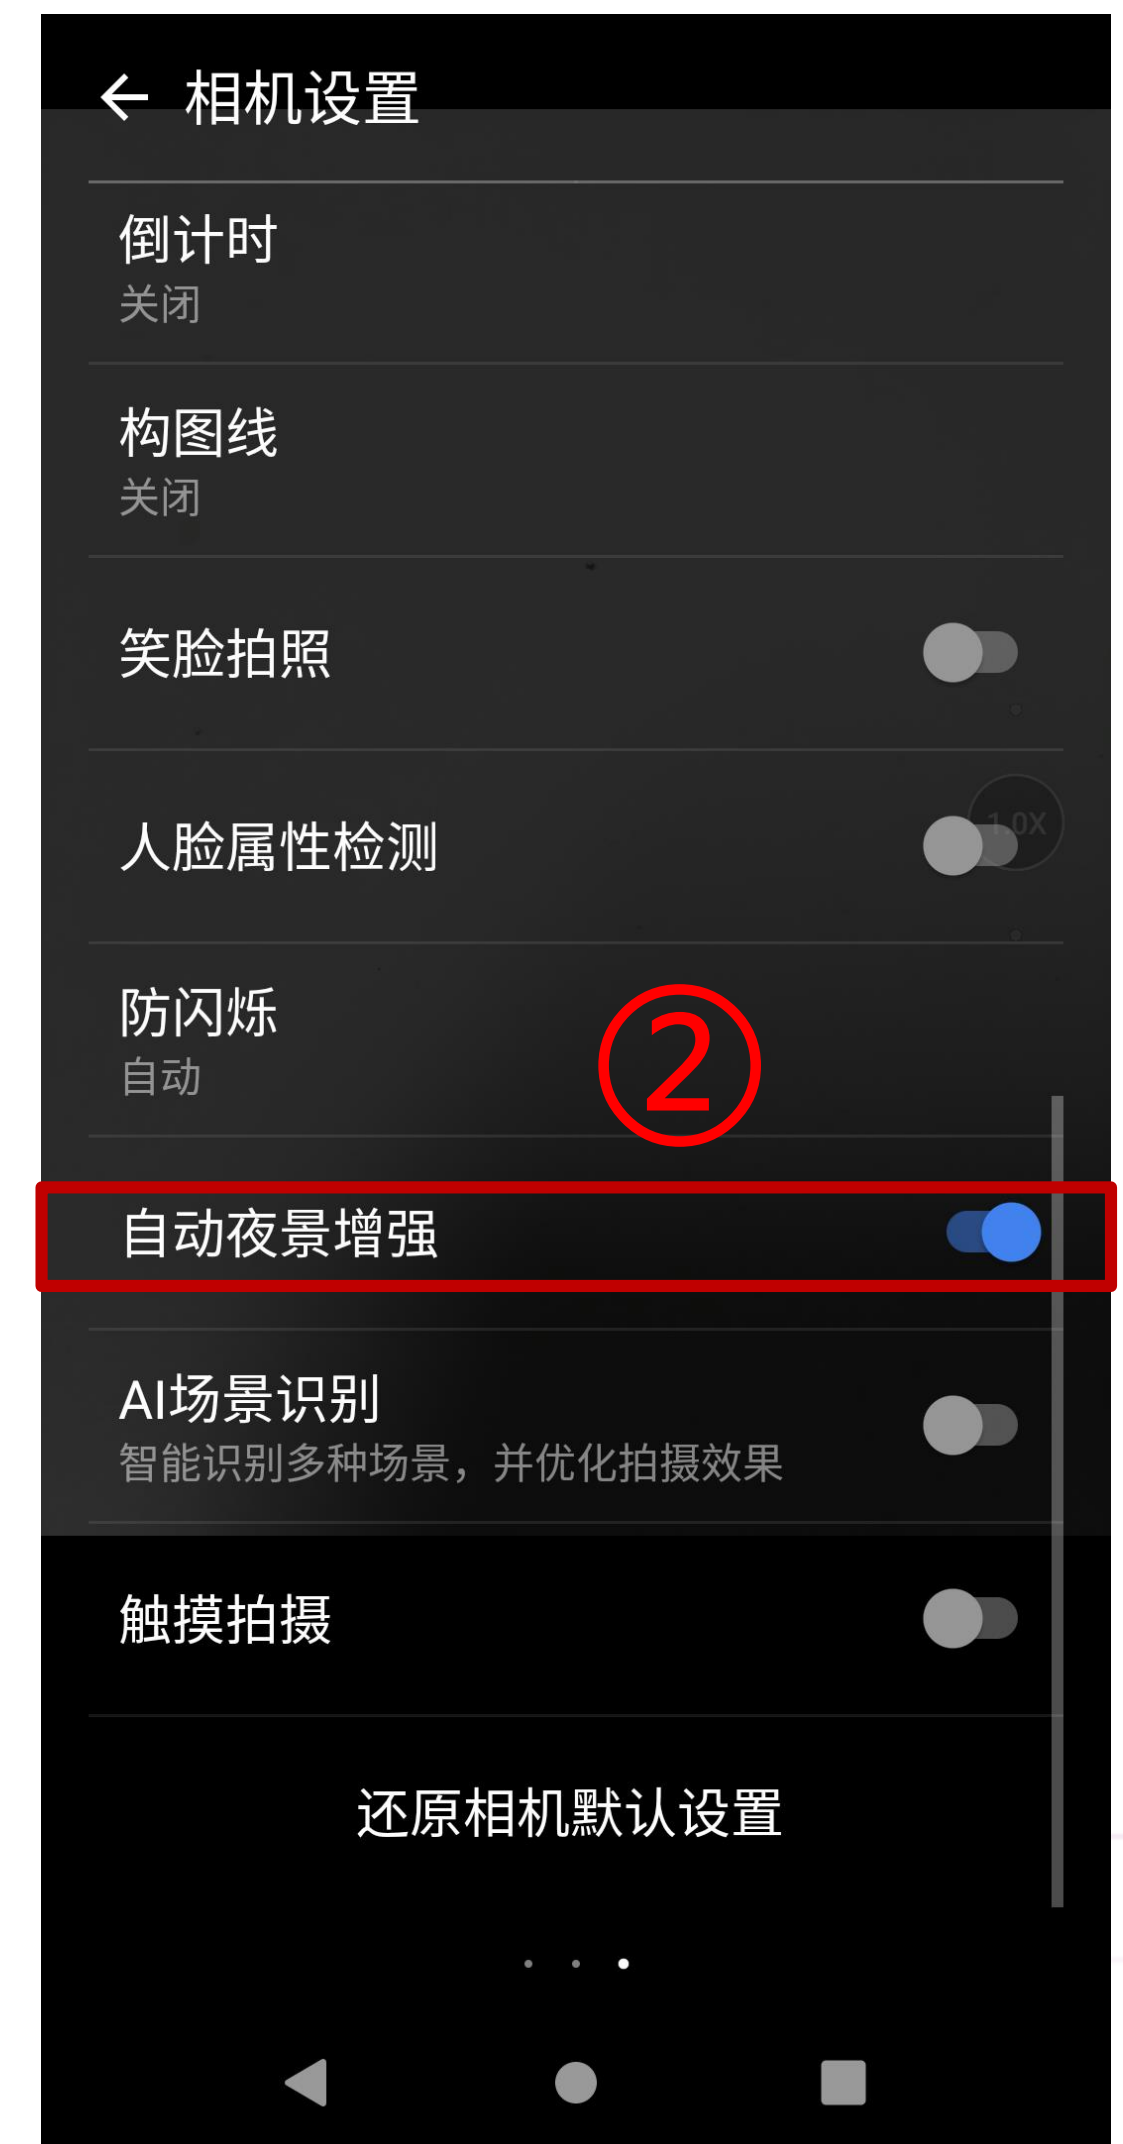 相机设置
倒计时
关闭
构图线
关闭
笑脸拍照
1.0X
人脸属性检测
防闪烁
自动
②
自动夜景增强
AI场景识别
智能识别多种场景，并优化拍摄效果
触摸拍摄
还原相机默认设置